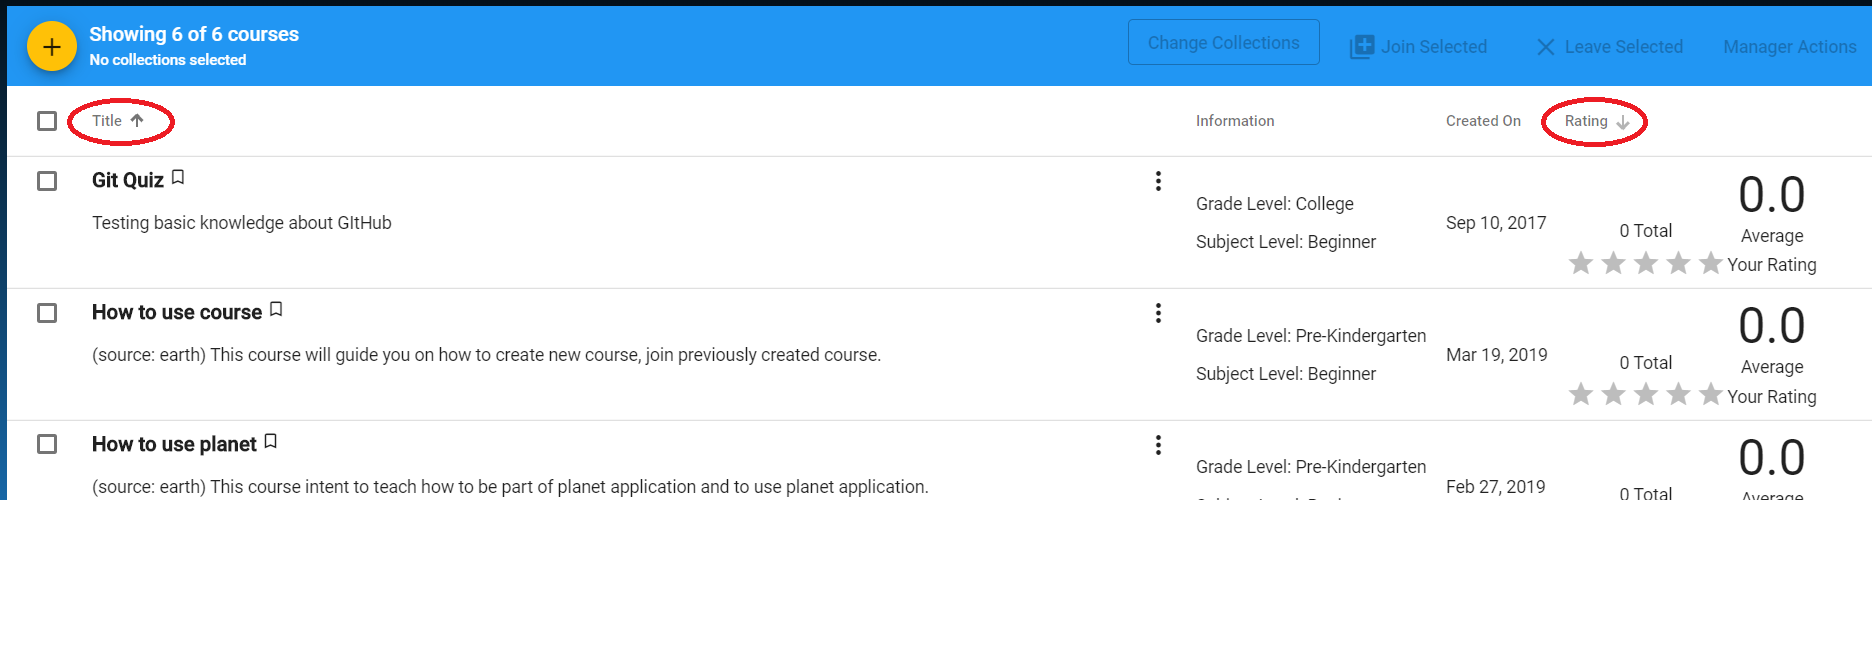 Showing 6 of 6 courses
No collections selected
Change Collections
Join Selected
Leave Selected
Manager Actions
Title
Information
Created On
Rating
Git Quiz
Testing basic knowledge about GItHub
Grade Level: College
Subject Level: Beginner
Sep 10, 2017
0 Total
0.0
Average
Your Rating
How to use course
(source: earth) This course will guide you on how to create new course, join previously created course.
Grade Level: Pre-Kindergarten
Subject Level: Beginner
Mar 19, 2019
0 Total
0.0
Average
Your Rating
How to use planet
(source: earth) This course intent to teach how to be part of planet application and to use planet application.
Grade Level: Pre-Kindergarten
Feb 27, 2019
0 Total
0.0
Average